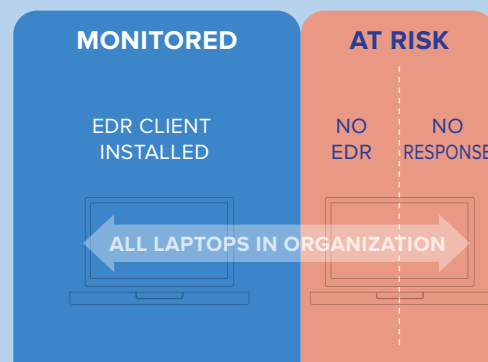 MONITORED
AT RISK
EDR CLIENT
INSTALLED
NO
EDR
NO
RESPONSE
ALL LAPTOPS IN ORGANIZATION